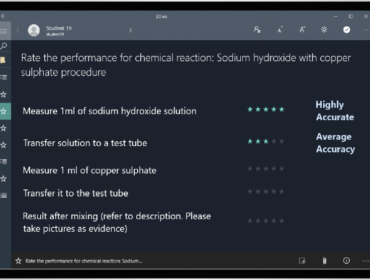 Student 19
Rate the performance for chemical reaction: Sodium hydroxide with copper
sulphate procedure
Measure 1ml of sodium hydroxide solution
Highly
Accurate
Transfer solution to a test tube
Average
Accuracy
Measure 1 ml of copper sulphate
Transfer it to the test tube
Result after mixing (refer to description. Please
take pictures as evidence)
Rate the performance for chemical reaction: Sodium...